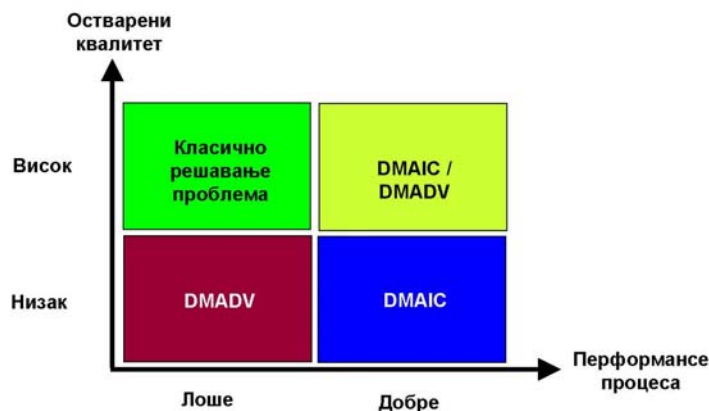 Остварени
квалитет
Висок
Класично
решавање
проблема
DMAIC /
DMADV
Низак
DMADV
DMAIC
Перформансе
процеса
Лоше
Добре